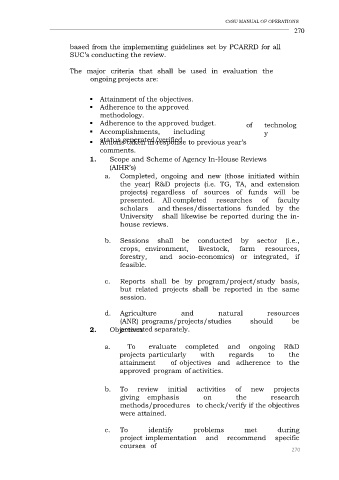 CvSU MANUAL OF OPERATIONS
270
based from the implementing guidelines set by PCARRD for all
SUC's conducting the review.
The major criteria that shall be used in evaluation the
ongoing projects are:
▪ Attainment of the objectives.
▪ Adherence to the approved
methodology.
▪ Adherence to the approved budget.
▪ Accomplishments, including of technolog
y
status generated/verified.
▪ Actions taken in response to previous year's
comments.
1. Scope and Scheme of Agency In-House Reviews
(AIHR's)
a. Completed, ongoing and new (those initiated within
the year) R&D projects (i.e. TG, TA, and extension
projects) regardless of sources of funds will be
presented. All completed researches of faculty
scholars and theses/dissertations funded by the
University shall likewise be reported during the in-
house reviews.
b. Sessions shall be conducted by sector (i.e.,
crops, environment, livestock, farm resources,
forestry, and socio-economics) or integrated, if
feasible.
c. Reports shall be by program/project/study basis,
but related projects shall be reported in the same
session.
d. Agriculture and natural resources
(ANR) programs/projects/studies should be
presented separately.
2. Objectives
a. To evaluate completed and ongoing R&D
projects particularly with regards to the
attainment of objectives and adherence to the
approved program of activities.
b. To review initial activities of new projects
giving emphasis on the research
methods/procedures to check/verify if the objectives
were attained.
c. To identify problems met during
project implementation and recommend specific
courses of
270